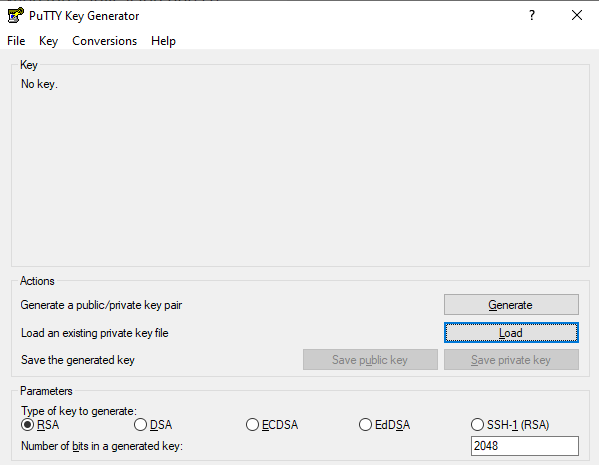 PuTTY Key Generator ?
File Key Conversions Help
Key
No key.
Actions
Generate a public/private key pair Generate
Load an existing private key file Load
Save the generated key Save public key Save private key
Parameters
Type of key to generate:
RSA DSA ECDSA EdDSA SSH-1 (RSA)
Number of bits in a generated key: 2048